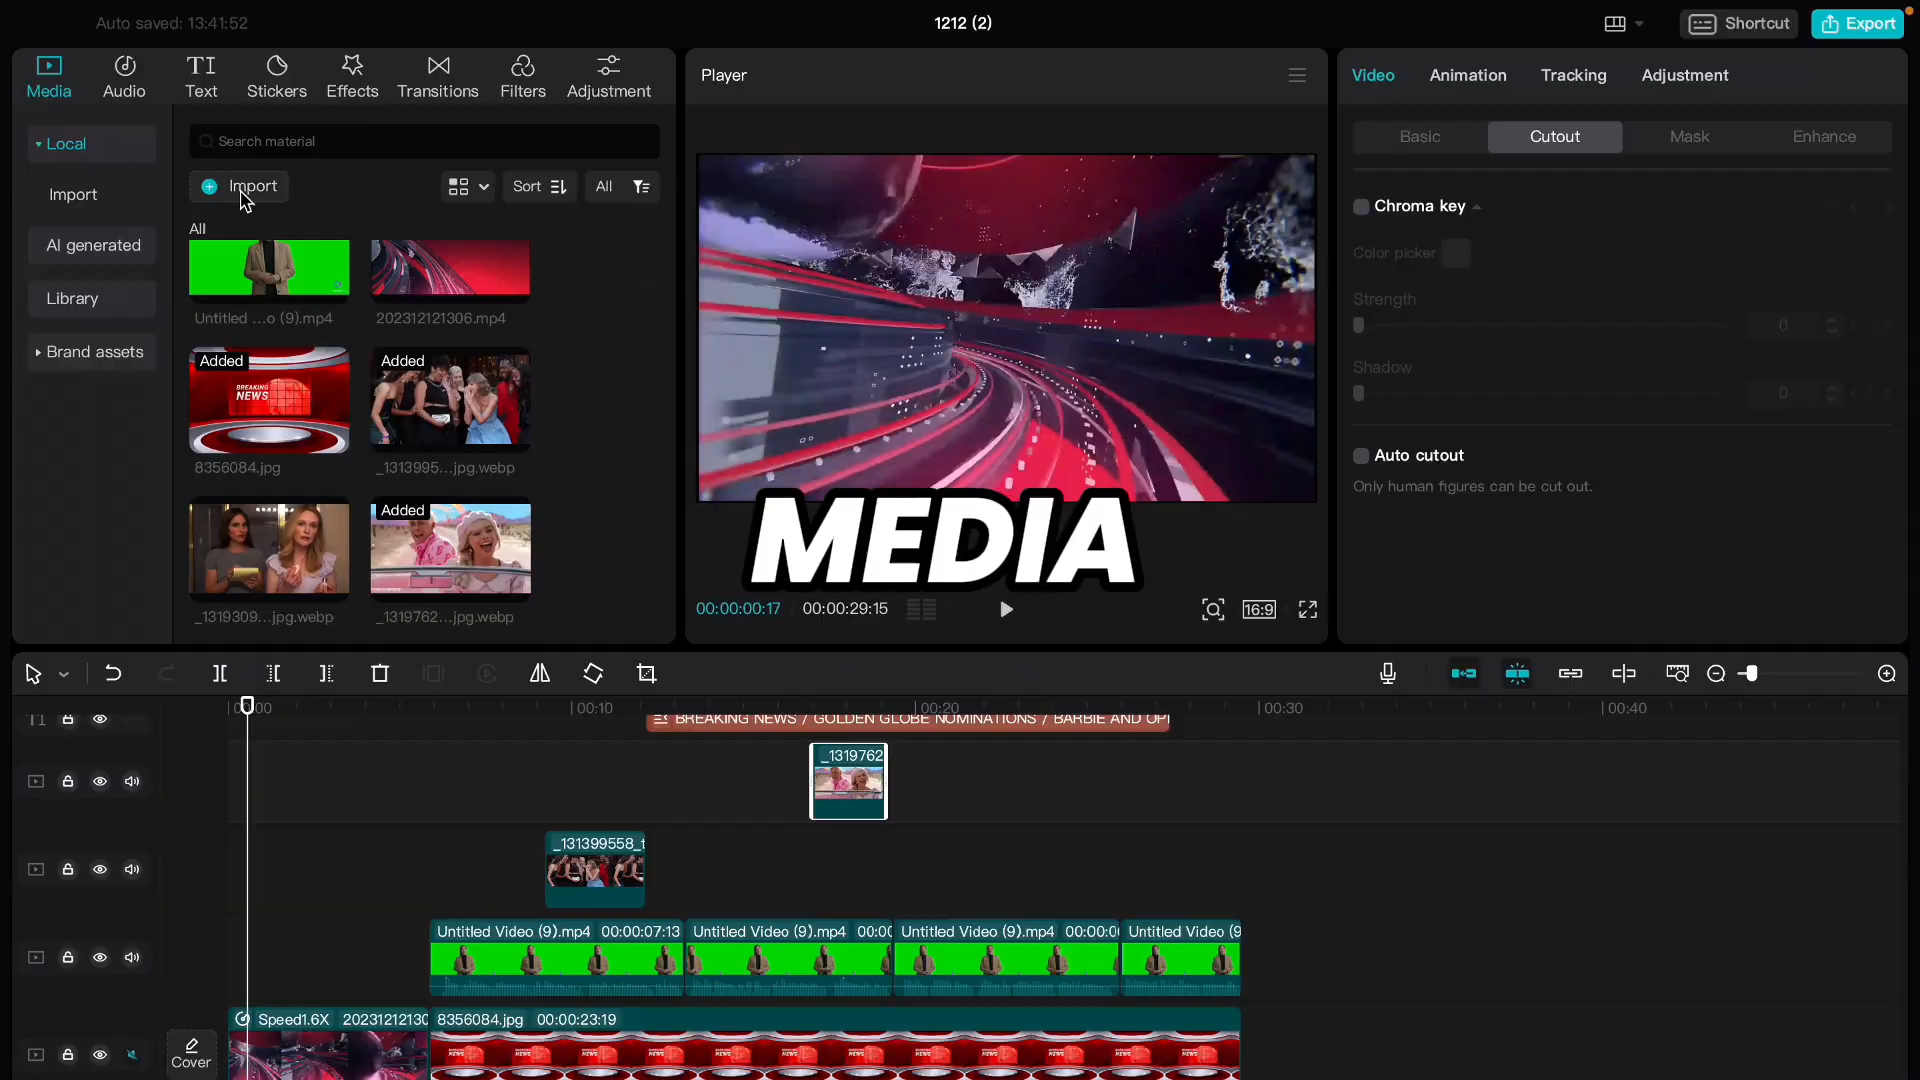 Auto saved: 13:41:52
1212 (2)
Shortcut
Export
Media
Audio
Text
Stickers
Effects
Transitions
Filters
Adjustment
Player
Video
Animation
Tracking
Adjustment
Local
Import
AI generated
Library
Brand assets
Search material
Import
Sort
All
All
Untitled ...o (9).mp4
202312121306.mp4
Added
BREAKING
NEWS
8356084.jpg
Added
_1313995...jpg.webp
_1319309...jpg.webp
Added
_1319762...jpg.webp
MEDIA
00:00:00:17
00:00:29:15
16:9
Basic
Cutout
Mask
Enhance
Chroma key
Color picker
Strength
0
Shadow
0
Auto cutout
Only human figures can be cut out.
00:00
00:10
00:20
00:30
00:40
TI
BREAKING NEWS / GOLDEN GLOBE NOMINATIONS / BARBIE AND OPI
_1319762
_131399558_t
Untitled Video (9).mp4 00:00:07:13
Untitled Video (9).mp4 00:00
Untitled Video (9).mp4 00:00:0
Untitled Video (9
Cover
Speed1.6X 20231212130
8356084.jpg 00:00:23:19